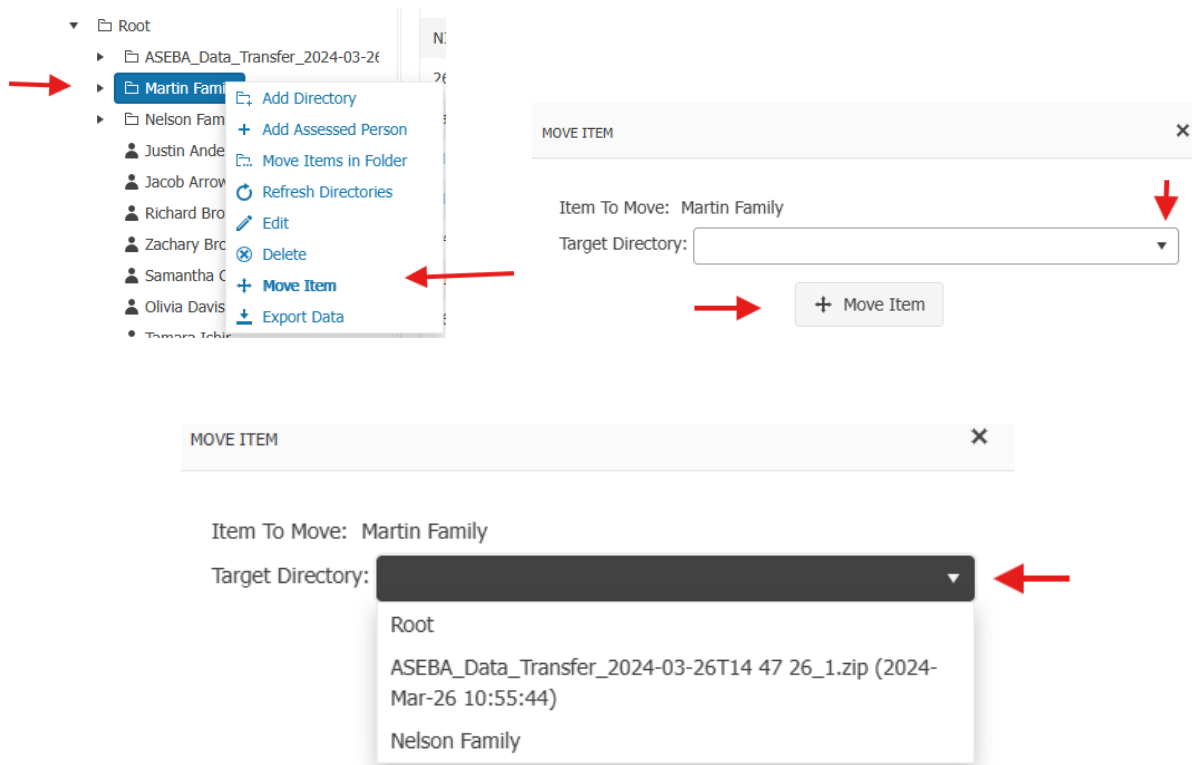 Root
ASEBA_Data_Transfer_2024-03-26
Martin Fami
Nelson Fam
Justin Ande
Jacob Arrow
Richard Bro
Zachary Bro
Samantha C
Olivia Davis
Tamara Ishir
Add Directory
Add Assessed Person
Move Items in Folder
Refresh Directories
Edit
Delete
Move Item
Export Data
MOVE ITEM
Item To Move: Martin Family
Target Directory:
Move Item
MOVE ITEM
Item To Move: Martin Family
Target Directory:
Root
ASEBA_Data_Transfer_2024-03-26T14 47 26_1.zip (2024-
Mar-26 10:55:44)
Nelson Family